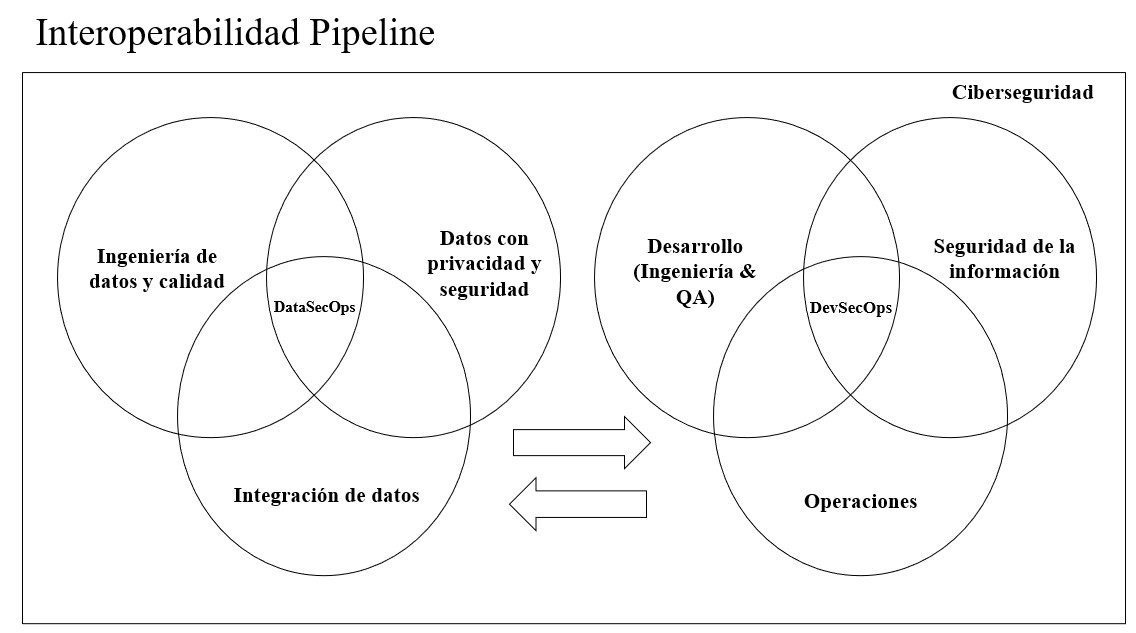 Interoperabilidad Pipeline
Ciberseguridad
Ingeniería de
datos y calidad
Datos con
privacidad y
seguridad
DataSecOps
Integración de datos
Desarrollo
(Ingeniería &
QA)
Seguridad de la
información
DevSecOps
Operaciones